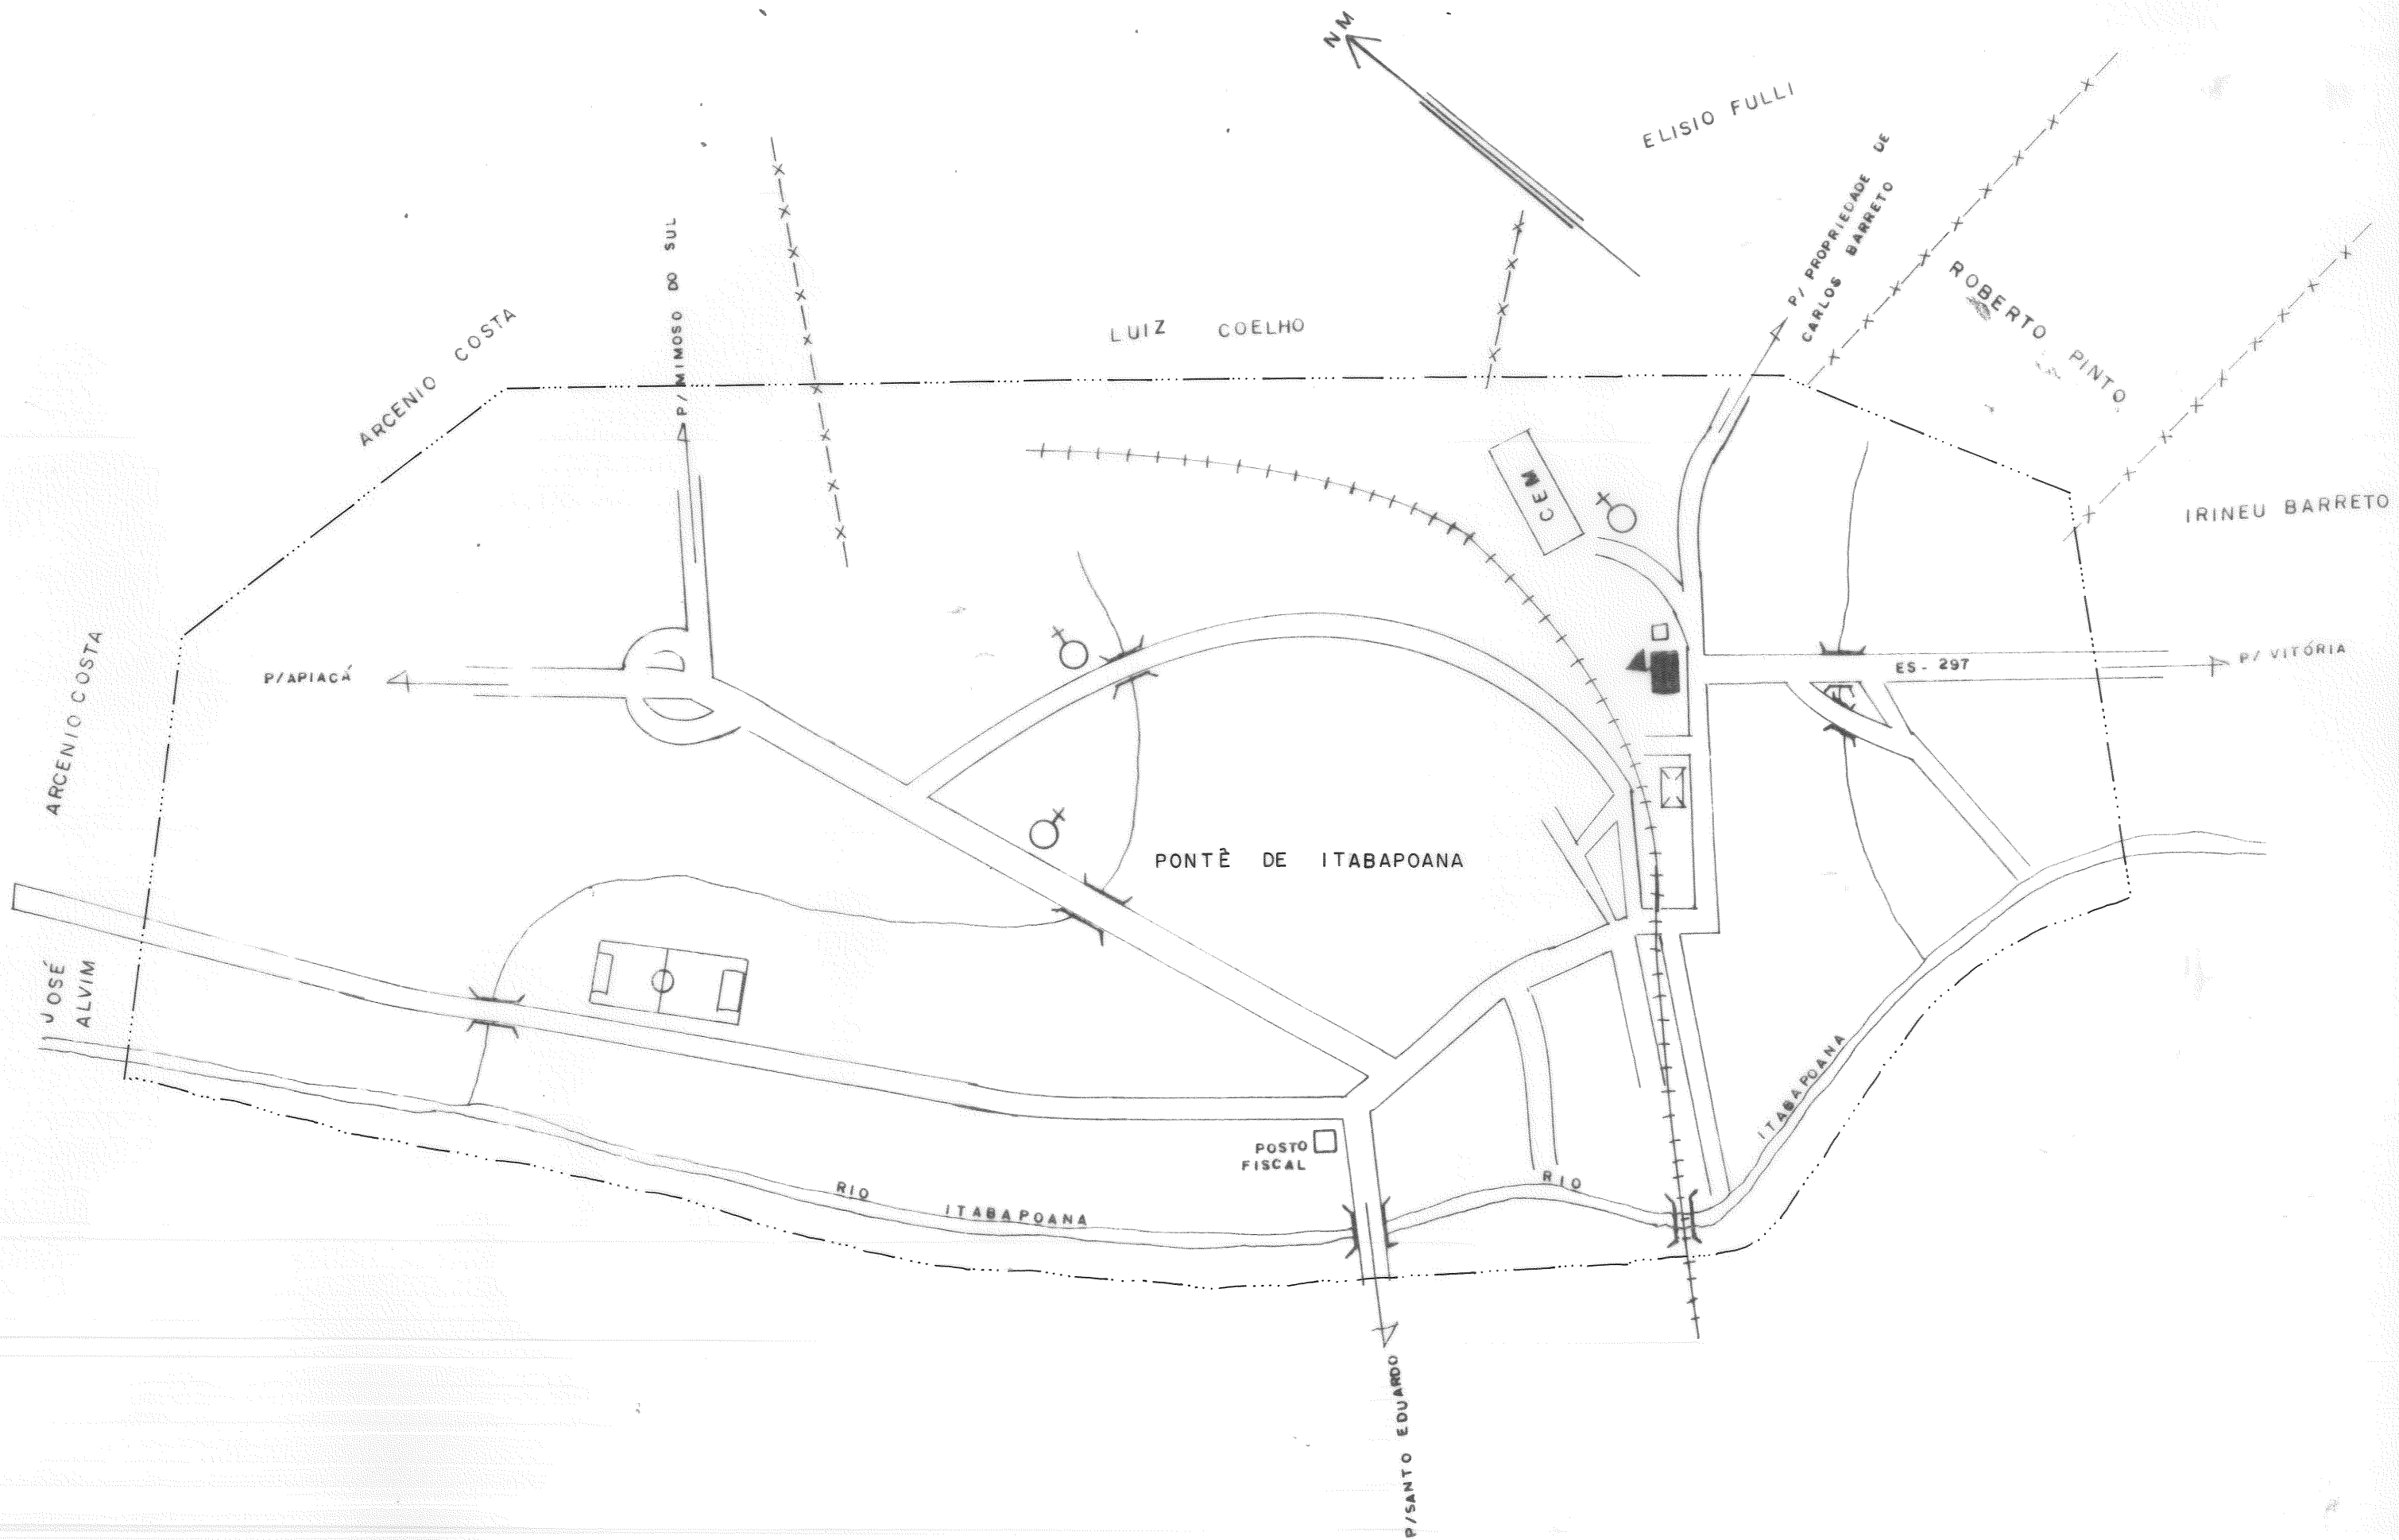 NM
ELISIO FULLI
P/ PROPRIEDADE DE
CARLOS BARRETO
ROBERTO PINTO
P/ MIMOSO DO SUL
ARCENIO COSTA
LUIZ COELHO
CEM
IRINEU BARRETO
ARCENIO COSTA
P/APIACÁ
ES - 297
P/ VITÓRIA
PONTE DE ITABAPOANA
JOSÉ
ALVIM
POSTO
FISCAL
RIO
ITABAPOANA
RIO
ITABAPOANA
P/SANTO EDUARDO